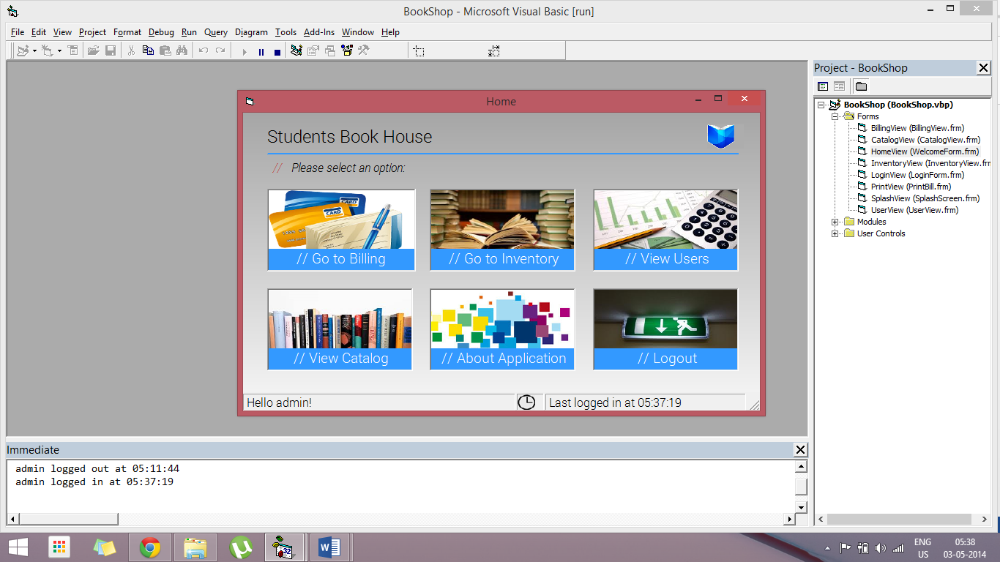 BookShop - Microsoft Visual Basic [run]
File Edit View Project Format Debug Run Query Diagram Tools Add-Ins Window Help
Project - BookShop
BookShop (BookShop.vbp)
Forms
BillingView (BillingView.frm)
CatalogView (CatalogView.frm)
HomeView (WelcomeForm.frm)
InventoryView (InventoryView.frm
LoginView (LoginForm.frm)
PrintView (PrintBill.frm)
SplashView (SplashScreen.frm)
UserView (UserView.frm)
Modules
User Controls
Home
Students Book House
// Please select an option:
CARD
CARD
// Go to Billing
// Go to Inventory
// View Users
// View Catalog
// About Application
// Logout
Hello admin!
Last logged in at 05:37:19
Immediate
admin logged out at 05:11:44
admin logged in at 05:37:19
32
ENG
US
05:38
03-05-2014